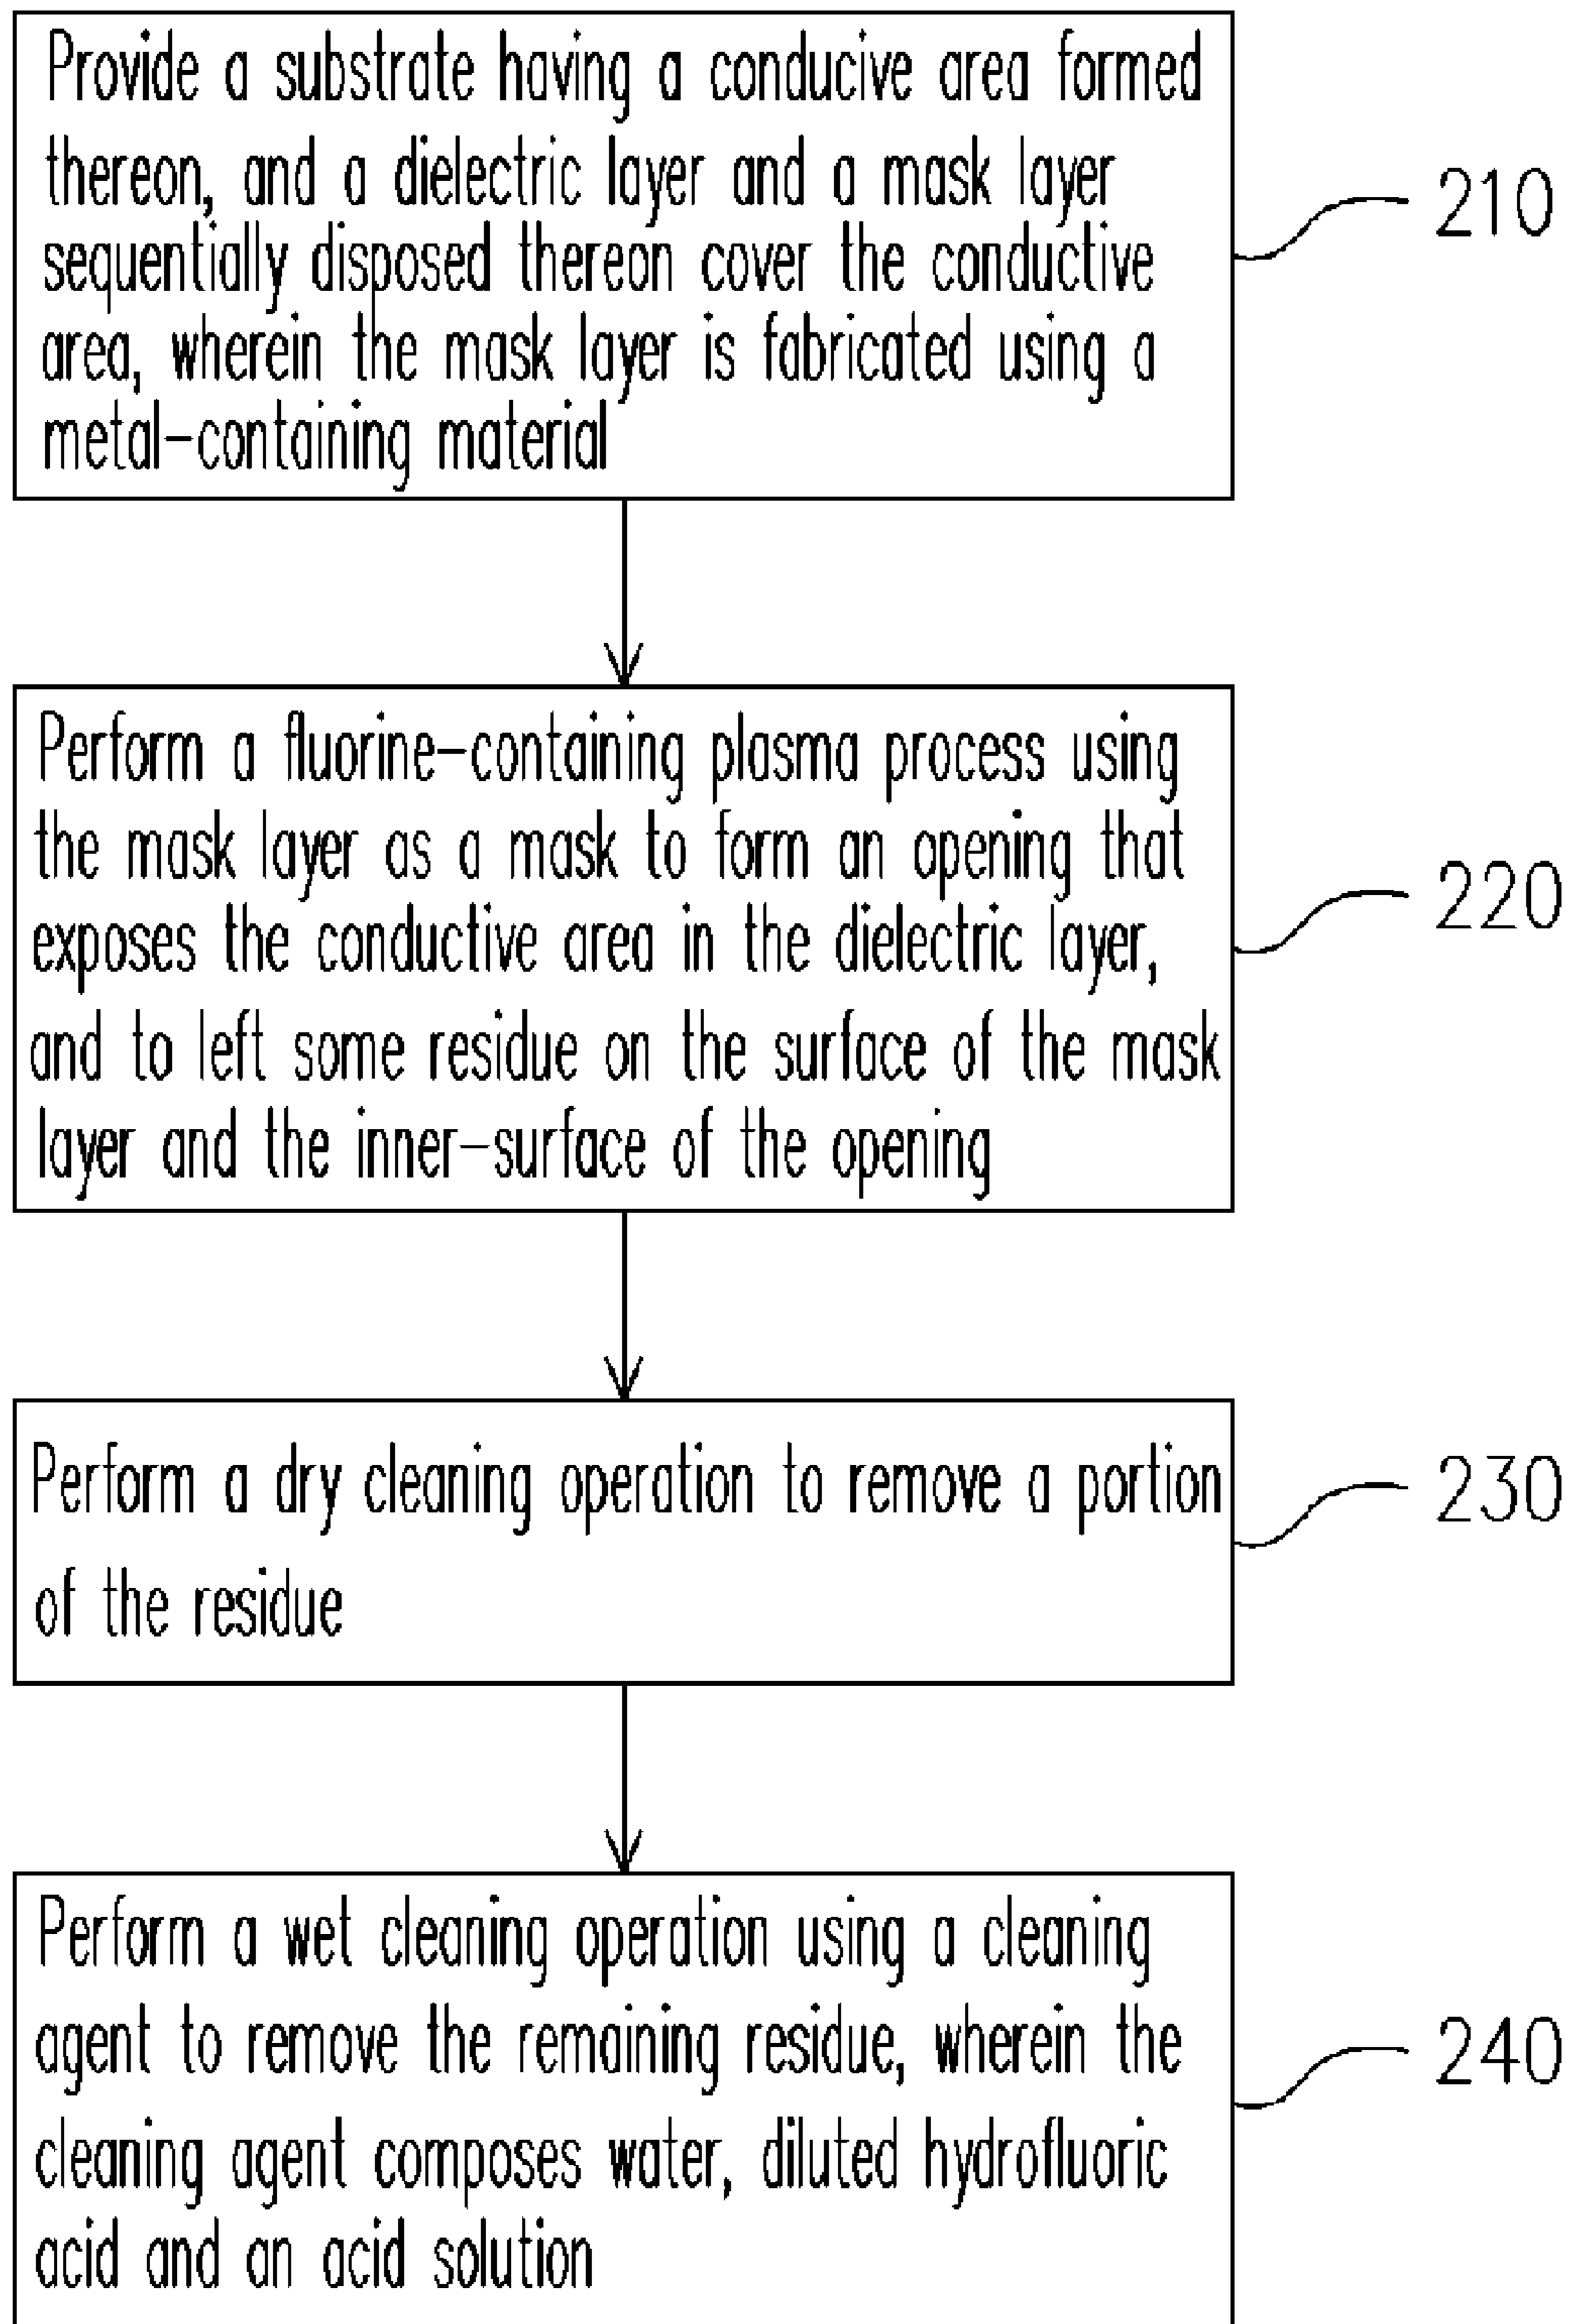 Provide a substrate having a conducive area formed
thereon, and a dielectric layer and a mask layer
sequentially disposed thereon cover the conductive
area, wherein the mask layer is fabricated using a
metal-containing material
210
Perform a fluorine-containing plasma process using
the mask layer as a mask to form an opening that
exposes the conductive area in the dielectric layer,
and to left some residue on the surface of the mask
layer and the inner-surface of the opening
220
Perform a dry cleaning operation to remove a portion
of the residue
230
Perform a wet cleaning operation using a cleaning
agent to remove the remaining residue, wherein the
cleaning agent composes water, diluted hydrofluoric
acid and an acid solution
240